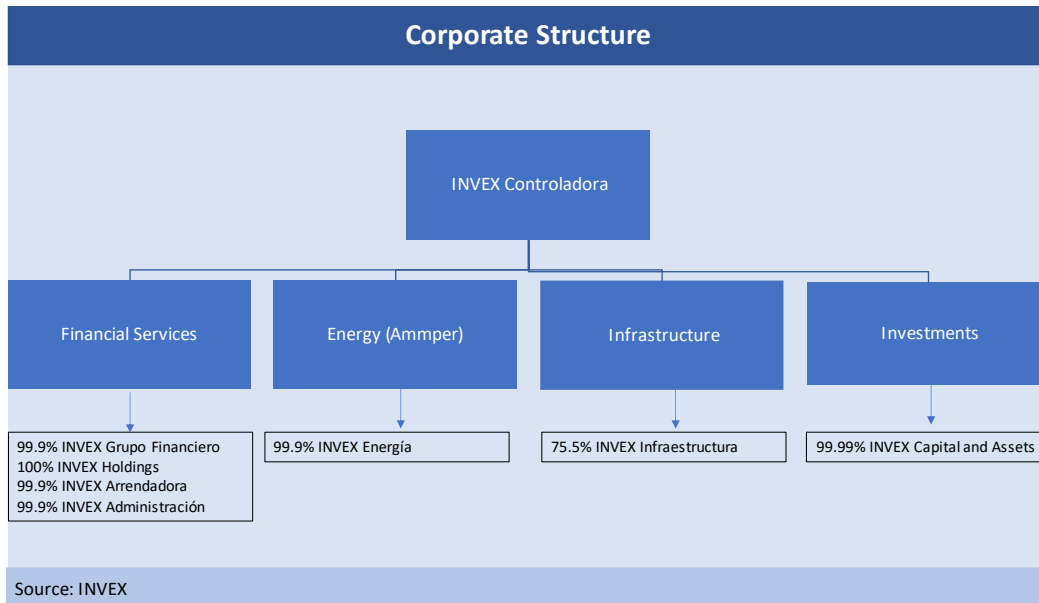 Corporate Structure
INVEX Controladora
Financial Services
Energy (Ammper)
Infrastructure
Investments
99.9% INVEX Grupo Financiero
100% INVEX Holdings
99.9% INVEX Arrendadora
99.9% INVEX Administración
99.9% INVEX Energía
75.5% INVEX Infraestructura
99.99% INVEX Capital and Assets
Source: INVEX